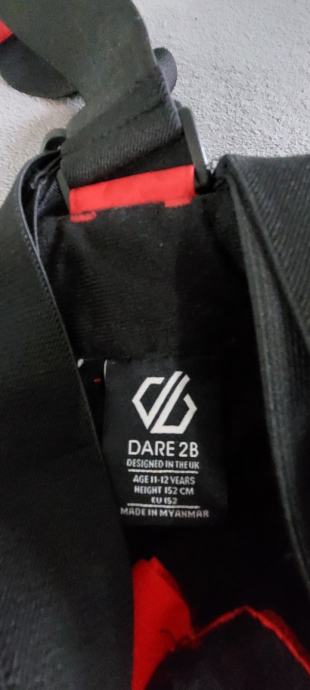 DARE 2B
DESIGNED IN THE UK
AGE 11-12 YEARS
HEIGHT 152 CM
EU 152
MADE IN MYANMAR